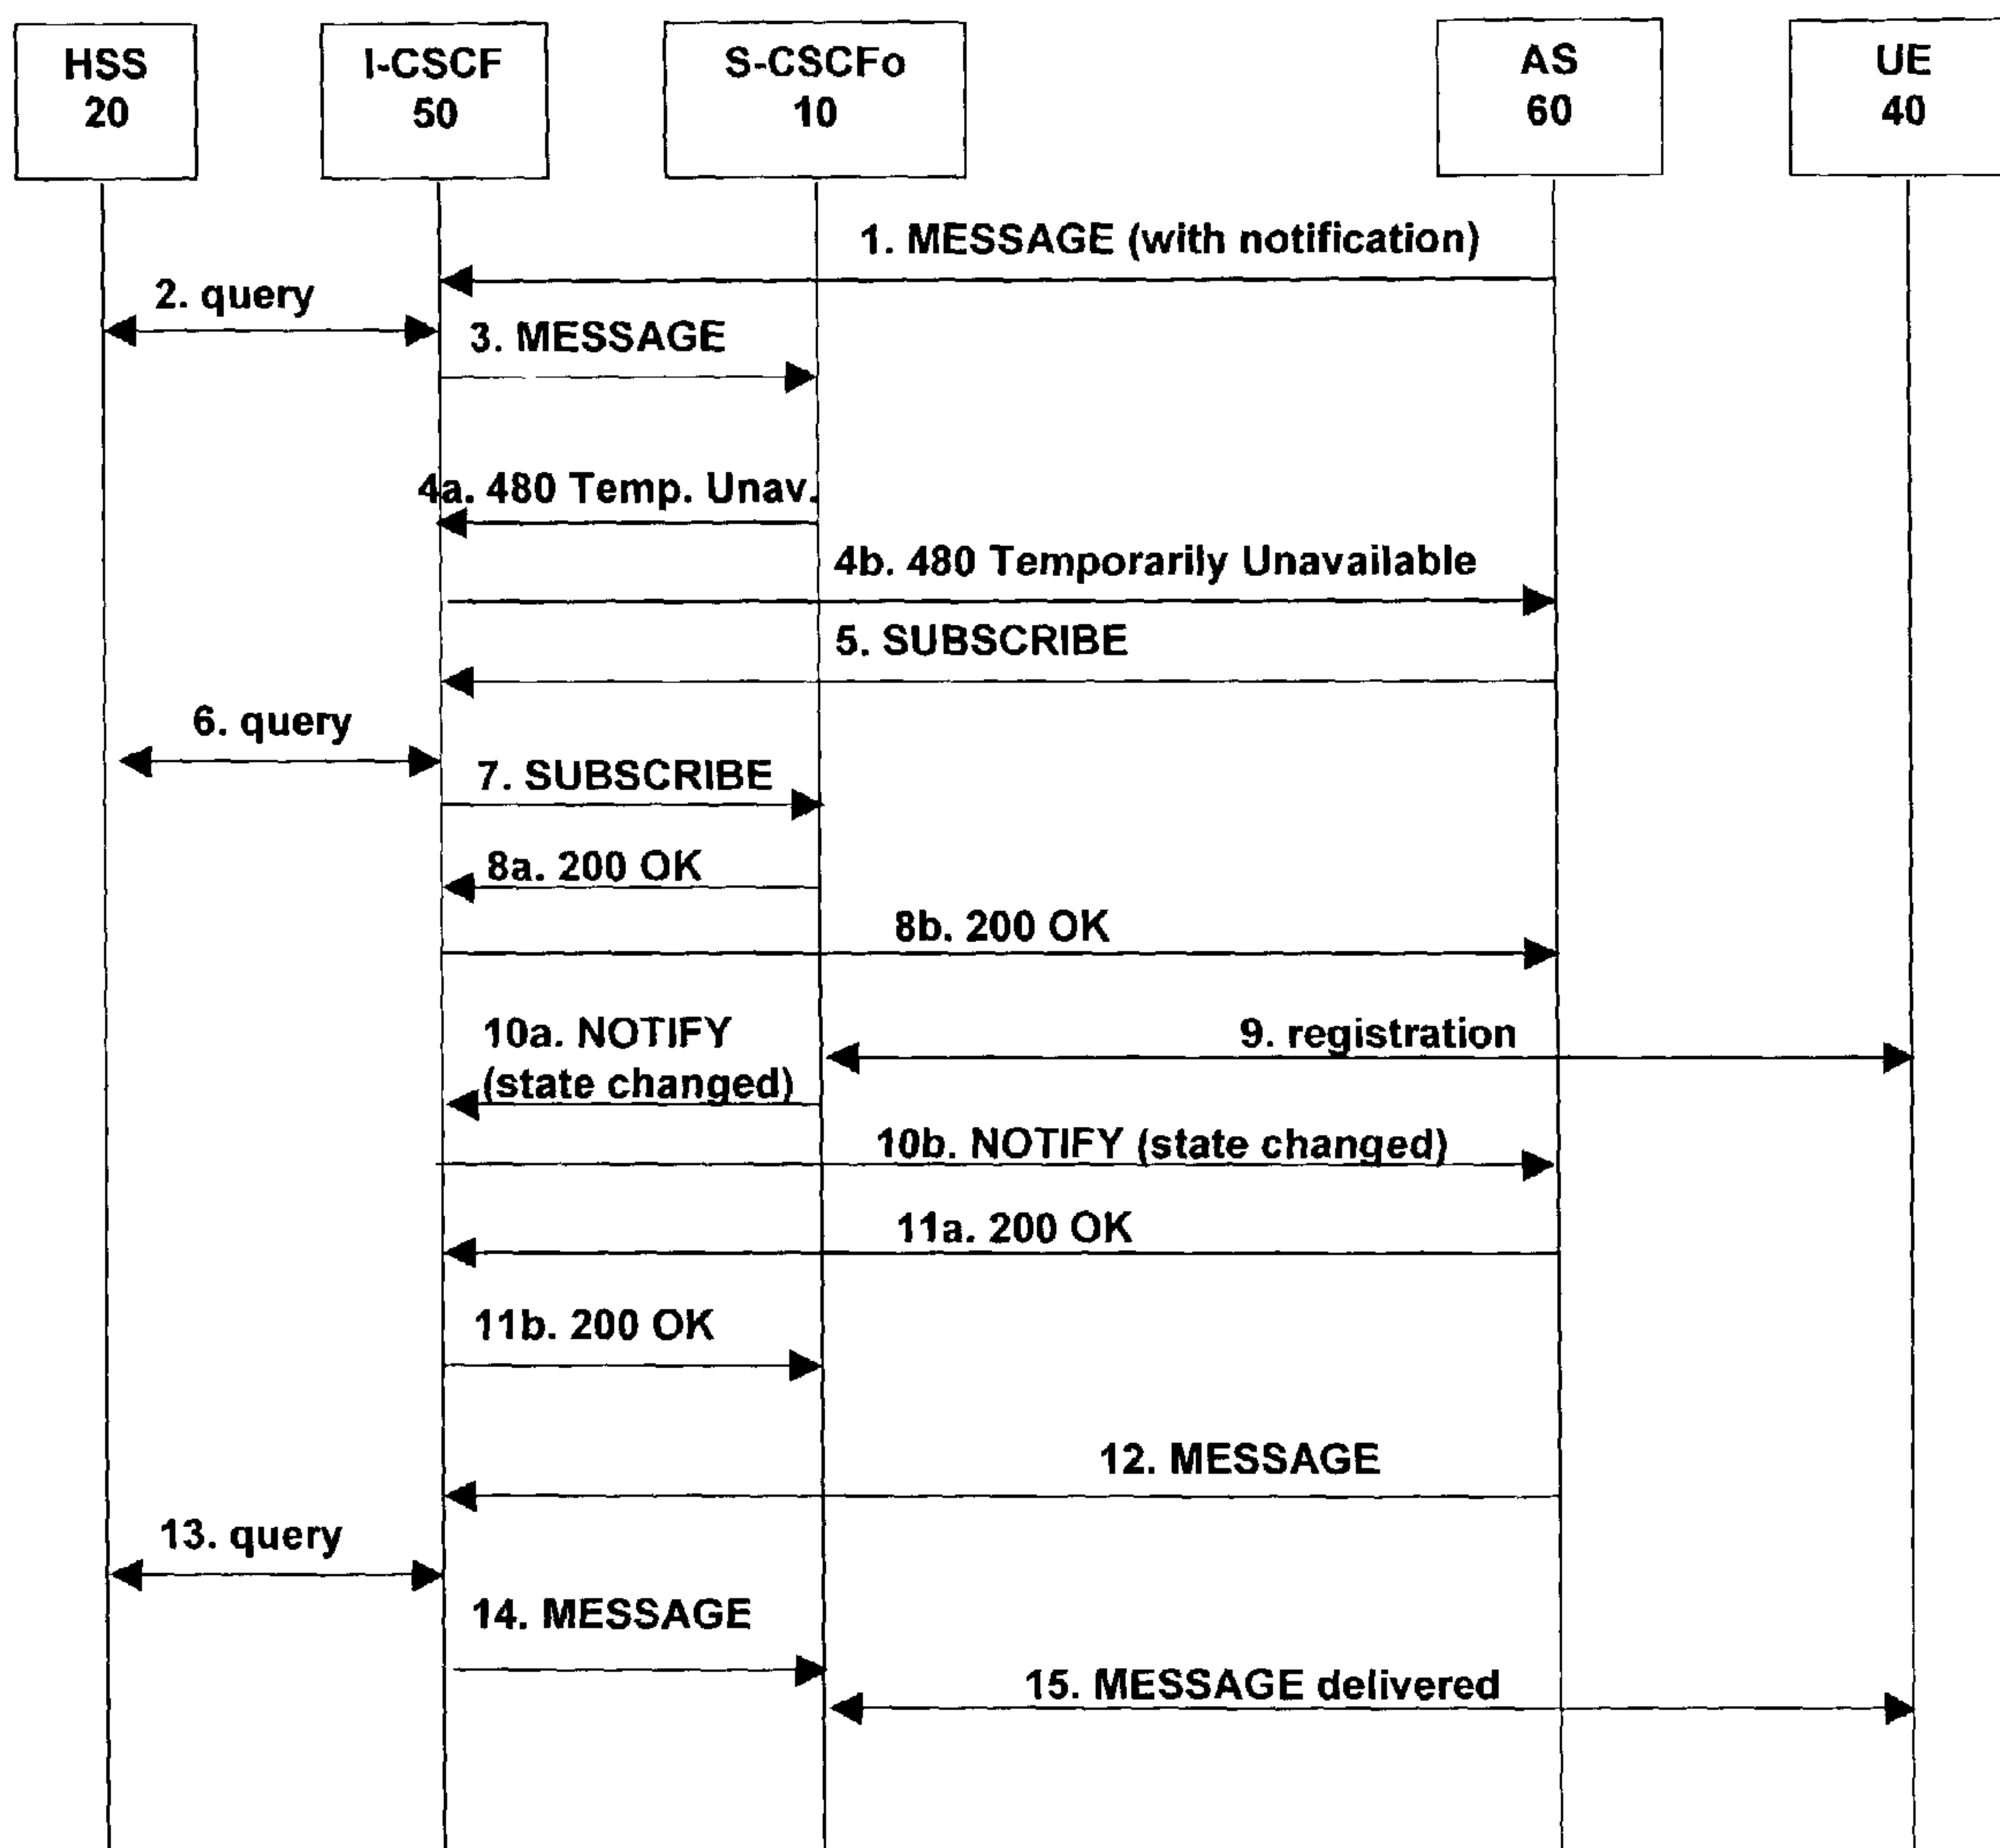 HSS
20
I-CSCF
50
S-CSCFo
10
AS
60
UE
40
1. MESSAGE (with notification)
2. query
3. MESSAGE
4a. 480 Temp. Unav.
4b. 480 Temporarily Unavailable
5. SUBSCRIBE
6. query
7. SUBSCRIBE
8a. 200 OK
8b. 200 OK
10a. NOTIFY
(state changed)
9. registration
10b. NOTIFY (state changed)
11a. 200 OK
11b. 200 OK
12. MESSAGE
13. query
14. MESSAGE
15. MESSAGE delivered